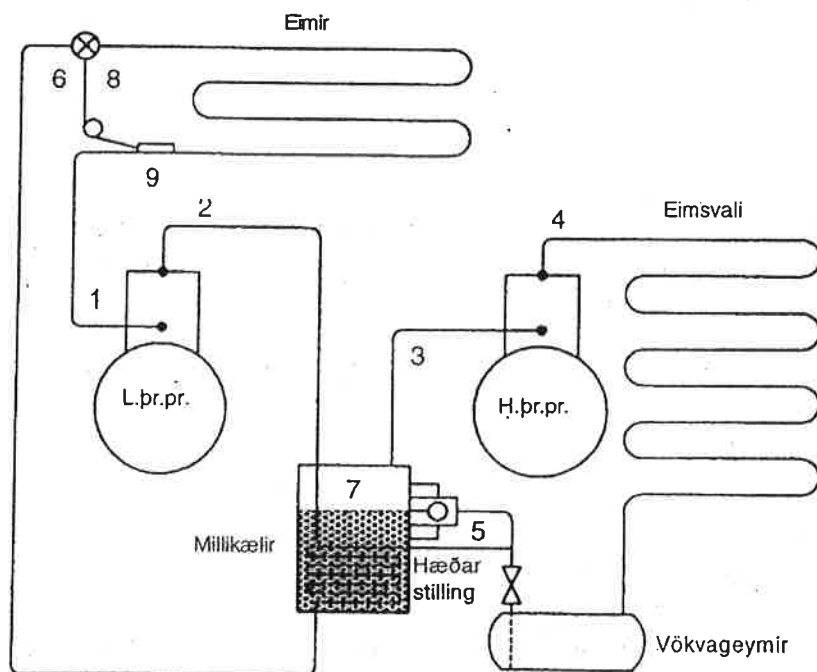 Eimir
6 8
9
2
4
Eimsvali
1
3
L.þr.pr.
H.þr.pr.
7
5
Millikælir
Hæðar
stilling
Vökvageymir